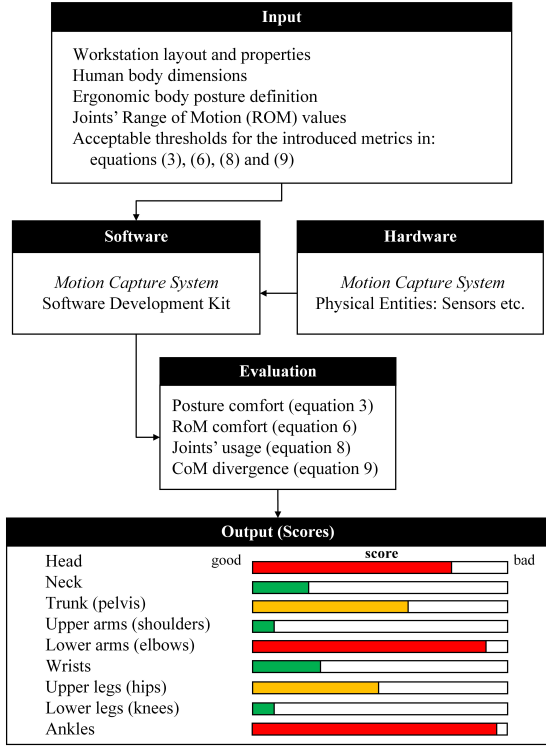 Input
Workstation layout and properties
Human body dimensions
Ergonomic body posture definition
Joints' Range of Motion (ROM) values
Acceptable thresholds for the introduced metrics in:
equations (3), (6), (8) and (9)
Software
Motion Capture System
Software Development Kit
Hardware
Motion Capture System
Physical Entities: Sensors etc.
Evaluation
Posture comfort (equation 3)
RoM comfort (equation 6)
Joints' usage (equation 8)
CoM divergence (equation 9)
Output (Scores)
good score bad
Head
Neck
Trunk (pelvis)
Upper arms (shoulders)
Lower arms (elbows)
Wrists
Upper legs (hips)
Lower legs (knees)
Ankles